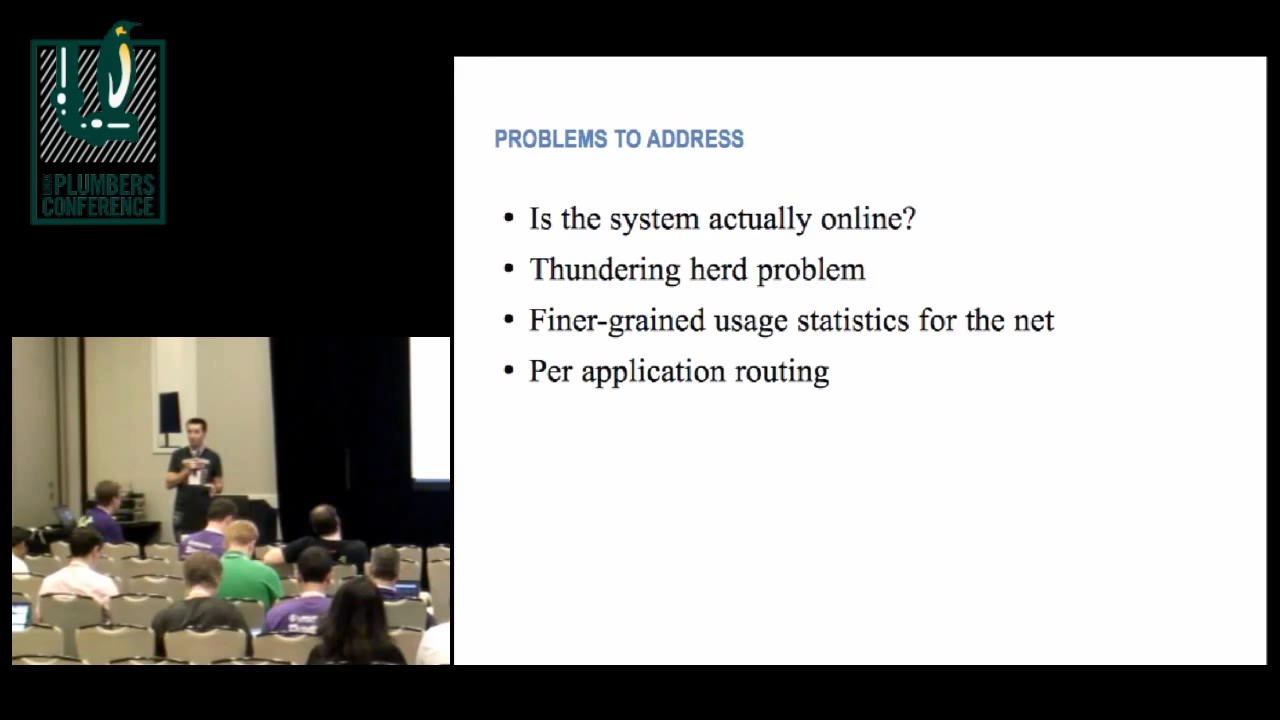 LINUX PLUMBERS
CONFERENCE
PROBLEMS TO ADDRESS
• Is the system actually online?
• Thundering herd problem
• Finer-grained usage statistics for the net
• Per application routing